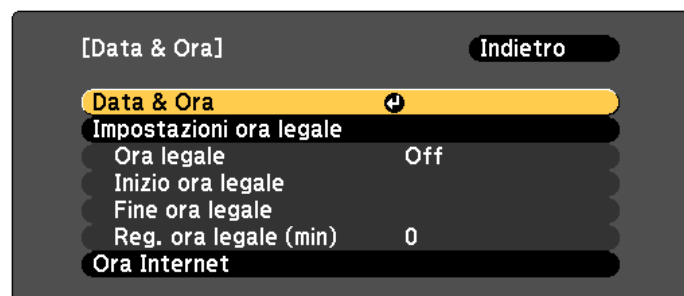 [Data & Ora] Indietro
Data & Ora
Impostazioni ora legale
Ora legale Off
Inizio ora legale
Fine ora legale
Reg. ora legale (min) 0
Ora Internet